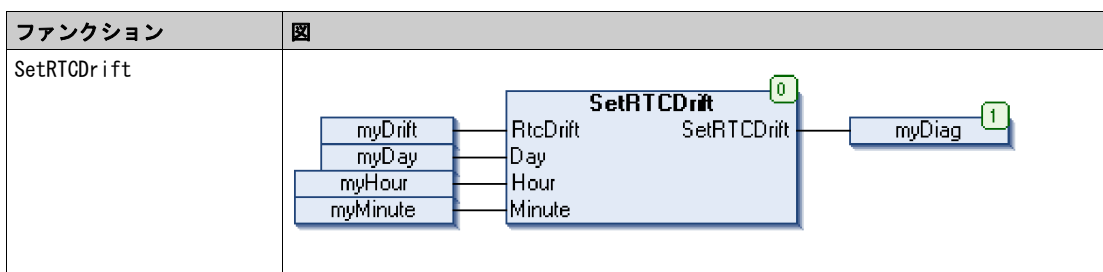 ファンクション
図
SetRTCDrift
0
SetRTCDrift
1
myDrift
RtcDrift
SetRTCDrift
myDiag
myDay
Day
myHour
Hour
myMinute
Minute